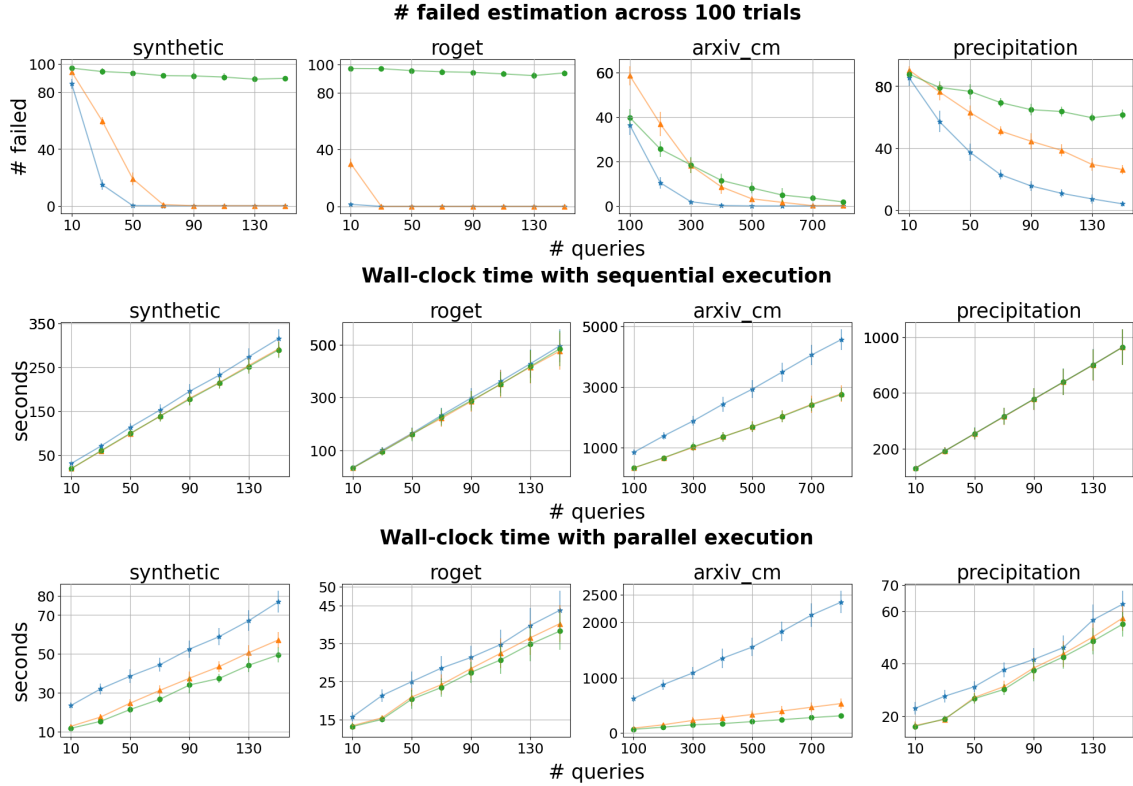 # failed estimation across 100 trials
synthetic roget arxiv_cm precipitation
# failed
100 80 40 0
10 50 90 130
100 80 40 0
10 50 90 130
60 40 20 0
100 300 500 700
80 40 0
10 50 90 130
# queries
Wall-clock time with sequential execution
synthetic roget arxiv_cm precipitation
seconds
350 250 150 50
10 50 90 130
500 300 100
10 50 90 130
5000 3000 1000
100 300 500 700
1000 600 200
10 50 90 130
# queries
Wall-clock time with parallel execution
synthetic roget arxiv_cm precipitation
seconds
80 70 50 30 10
10 50 90 130
50 45 35 25 15
10 50 90 130
2500 2000 1500 1000 500 0
100 300 500 700
70 60 40 20
10 50 90 130
# queries